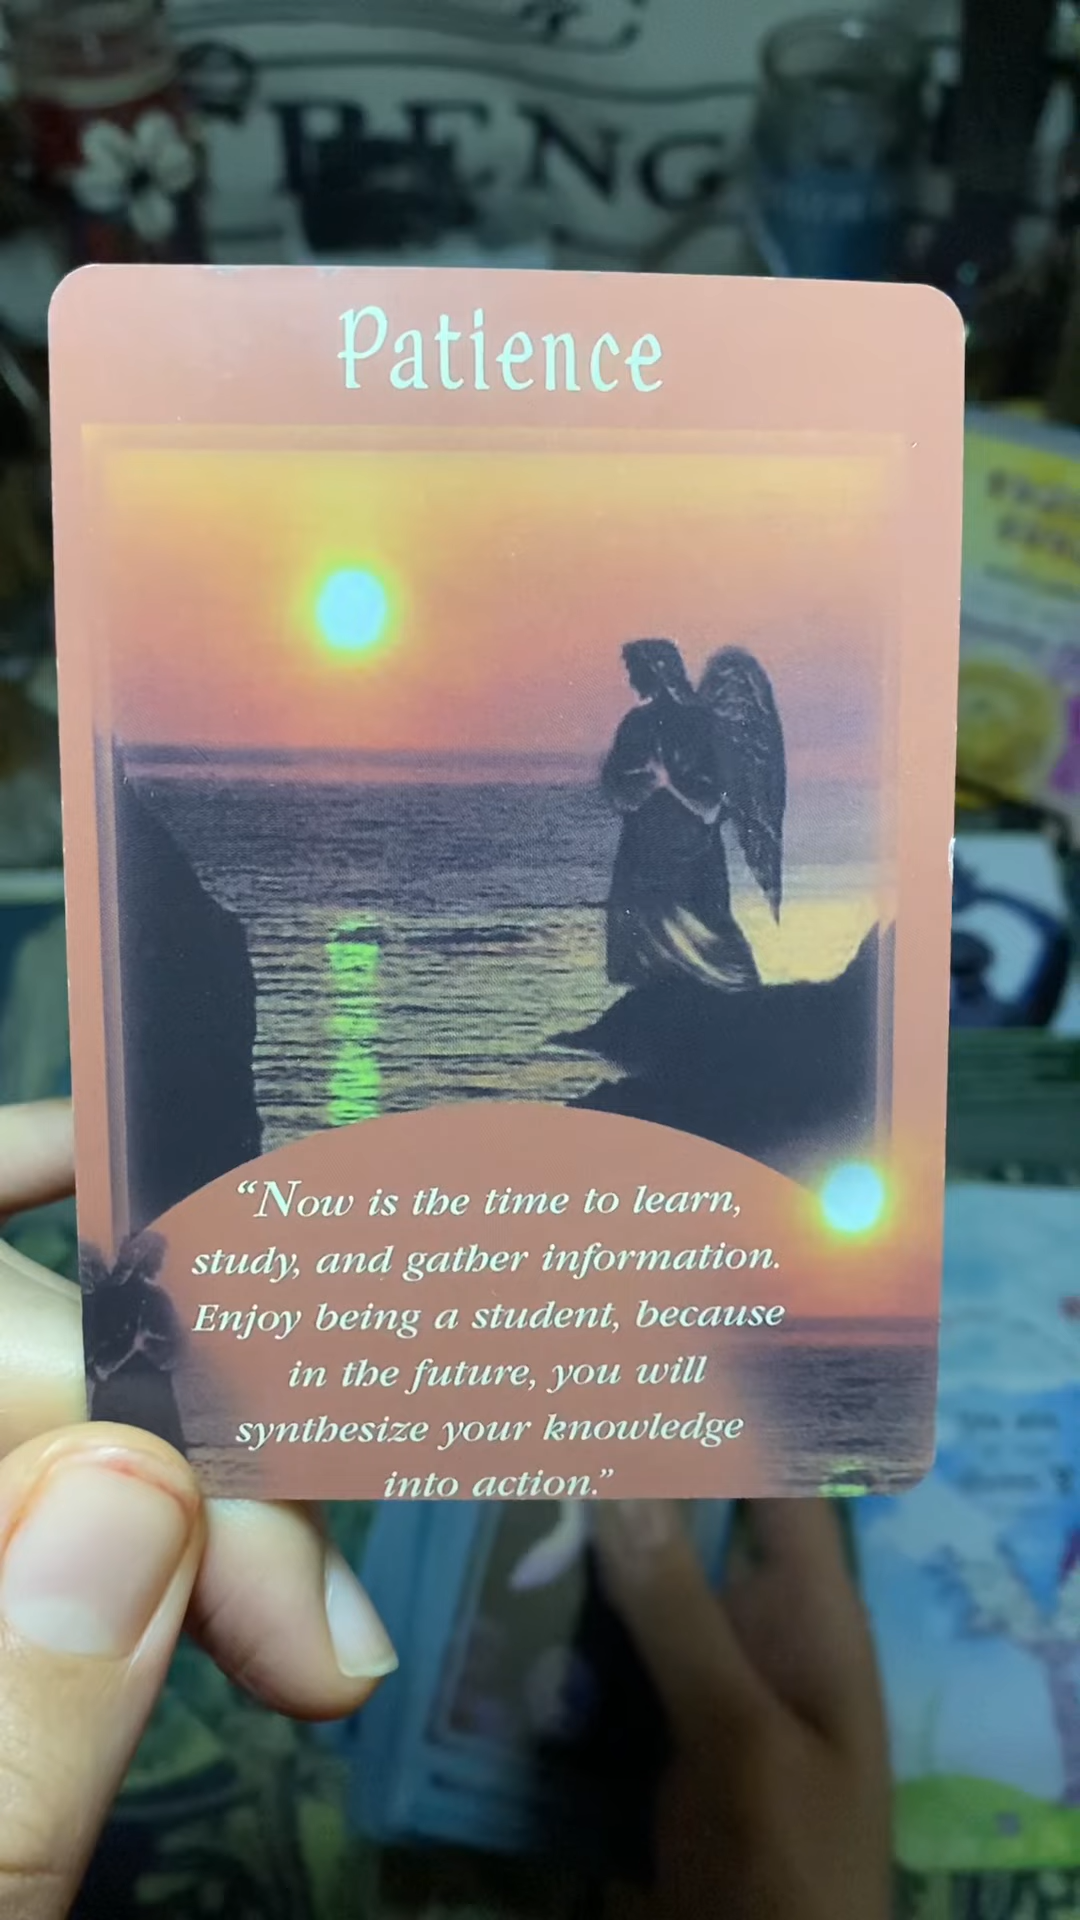 BENG
Patience
“Now is the time to learn,
study, and gather information.
Enjoy being a student, because
in the future, you will
synthesize your knowledge
into action.”